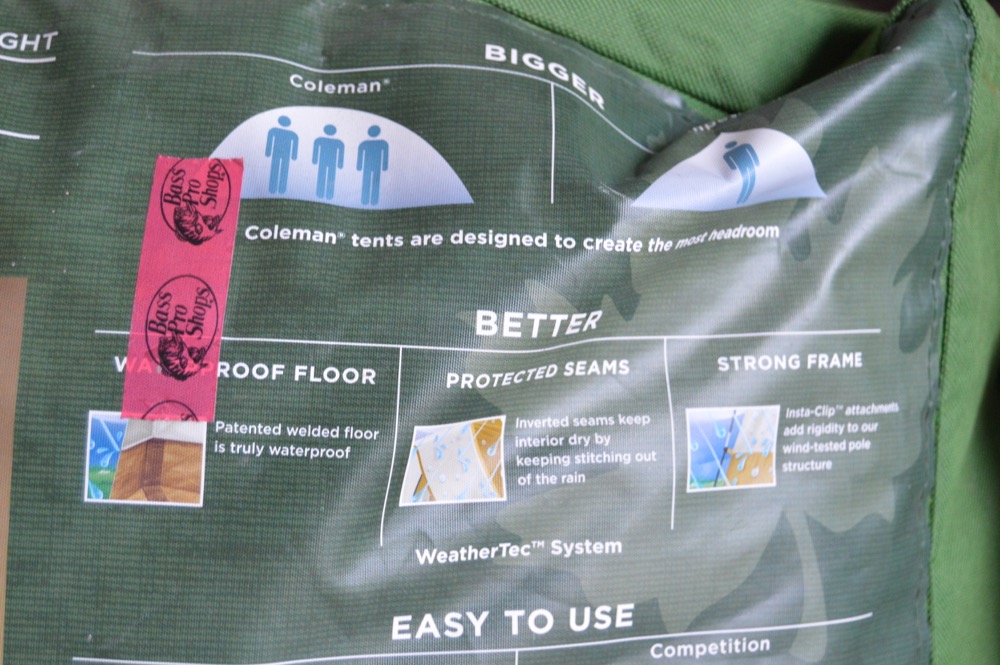 GHT
BIGGER
Coleman®
Bass
Pro
Shops
Coleman® tents are designed to create the most headroom
Bass
Pro
Shops
BETTER
PROOF FLOOR
PROTECTED SEAMS
STRONG FRAME
Patented welded floor
is truly waterproof
Inverted seams keep
interior dry by
keeping stitching out
of the rain
Insta-Clip™ attachments
add rigidity to our
wind-tested pole
structure
WeatherTec™ System
EASY TO USE
Competition